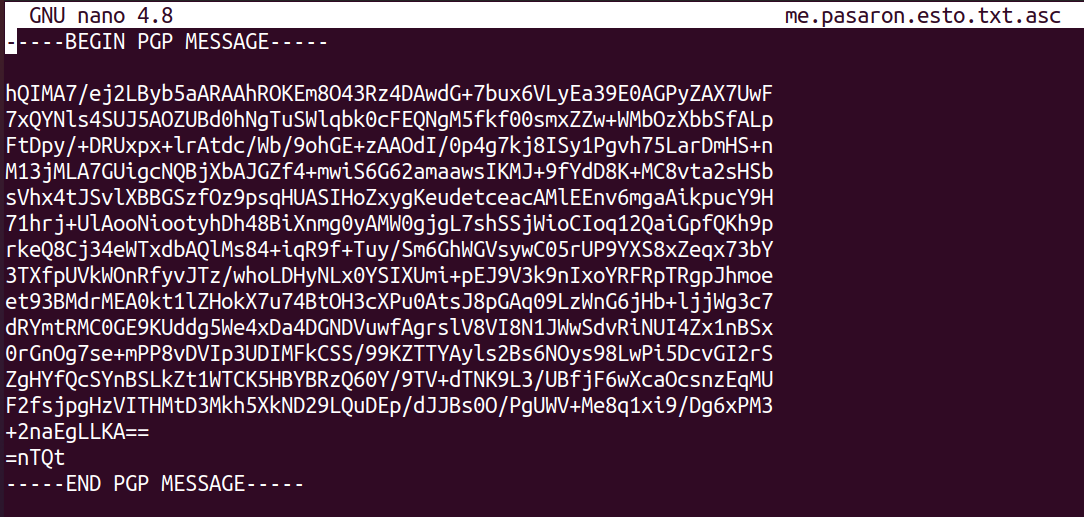 GNU nano 4.8 me.pasaron.esto.txt.asc
-----BEGIN PGP MESSAGE-----
hQIMA7/ej2LByb5aARAAhROKEm8O43Rz4DAwdG+7bux6VLyEa39E0AGPyZAX7UwF
7xQYNls4SUJ5AOZUBd0hNgTuSWlqbk0cFEQNgM5fkf00smxZZw+WMbOzXbbSfALp
FtDpy/+DRUxpx+lrAtdc/Wb/9ohGE+zAAOdI/0p4g7kj8ISy1Pgvh75LarDmHS+n
M13jMLA7GUigcNQBjXbAJGZf4+mwiS6G62amaawsIKMJ+9fYdD8K+MC8vta2sHSb
sVhx4tJSvlXBBGSzfOz9psqHUASIHoZxygKeudetceacAMlEEnv6mgaAikpucY9H
71hrj+UlAooNiootyhDh48BiXnmg0yAMW0gjgL7shSSjWioCIoq12QaiGpfQKh9p
rkeQ8Cj34eWTxdbAQlMs84+iqR9f+Tuy/Sm6GhWGVsywC05rUP9YXS8xZeqx73bY
3TXfpUVkWOnRfyvJTz/whoLDHyNLx0YSIXUmi+pEJ9V3k9nIxoYRFRpTRgpJhmoe
et93BMdrMEA0kt1lZHokX7u74BtOH3cXPu0AtsJ8pGAq09LzWnG6jHb+ljjWg3c7
dRYmtRMC0GE9KUddg5We4xDa4DGNDVuwfAgrslV8VI8N1JWwSdvRiNUI4Zx1nBSx
0rGnOg7se+mPP8vDVIp3UDIMFkCSS/99KZTTYAyls2Bs6NOys98LwPi5DcvGI2rS
ZgHYfQcSYnBSLkZt1WTCK5HBYBRzQ60Y/9TV+dTNK9L3/UBfjF6wXcaOcsnzEqMU
F2fsjpgHzVITHMtD3Mkh5XkND29LQuDEp/dJJBs0O/PgUWV+Me8q1xi9/Dg6xPM3
+2naEgLLKA==
=nTQt
-----END PGP MESSAGE-----